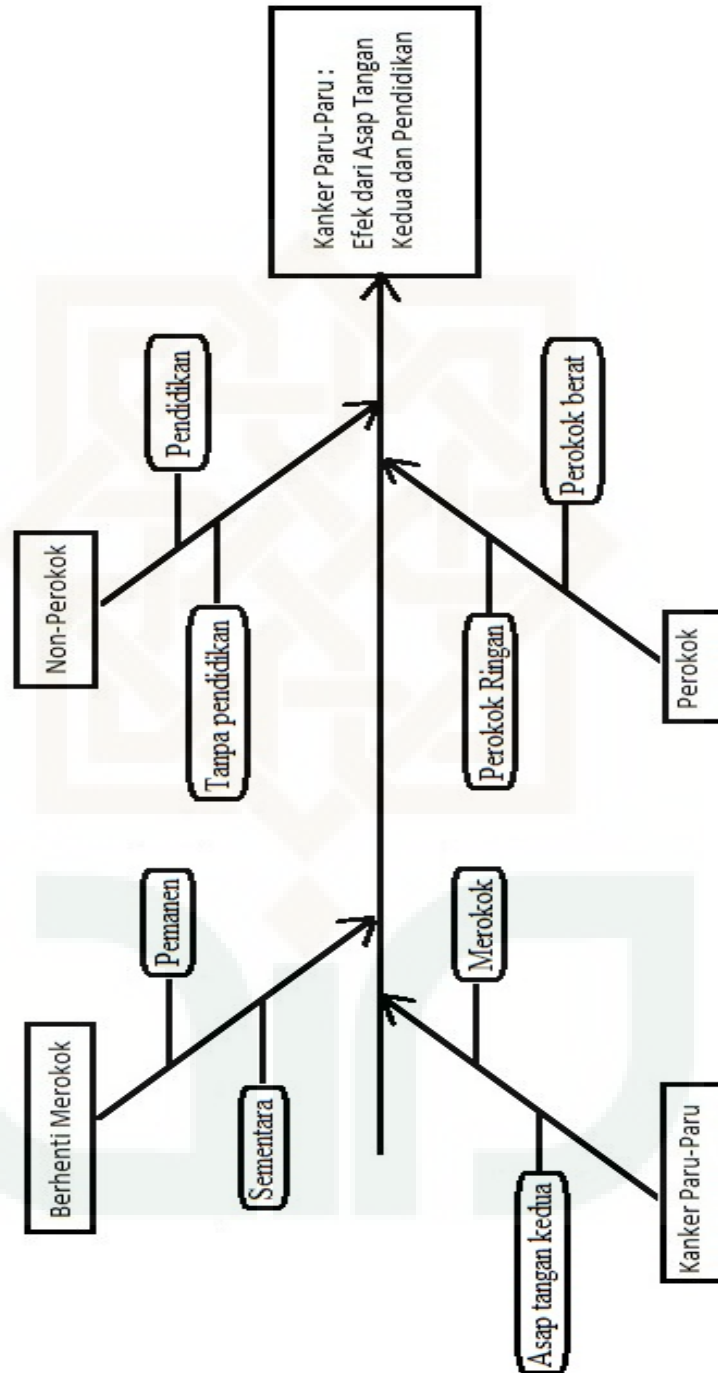 Berhenti Merokok
Pemanen
Sementara
Non-Perokok
Pendidikan
Tanpa pendidikan
Kanker Paru-Paru
Asap tangan kedua
Merokok
Perokok
Perokok Ringan
Perokok berat
Kanker Paru-Paru :
Efek dari Asap Tangan
Kedua dan Pendidikan